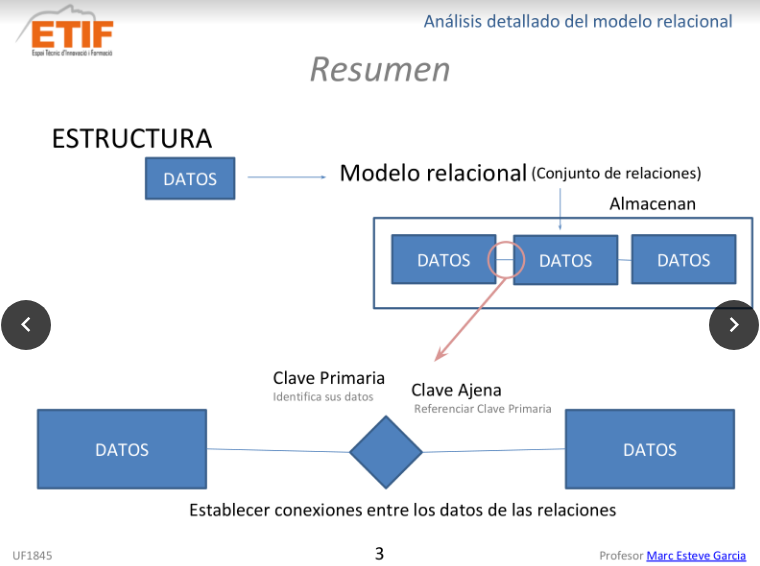 ETIF
Espai Tècnic d'Innovació i Formació
Análisis detallado del modelo relacional
Resumen
ESTRUCTURA
DATOS
Modelo relacional (Conjunto de relaciones)
Almacenan
DATOS
DATOS
DATOS
Clave Primaria
Identifica sus datos
Clave Ajena
Referenciar Clave Primaria
DATOS
DATOS
Establecer conexiones entre los datos de las relaciones
UF1845
3
Profesor Marc Esteve Garcia